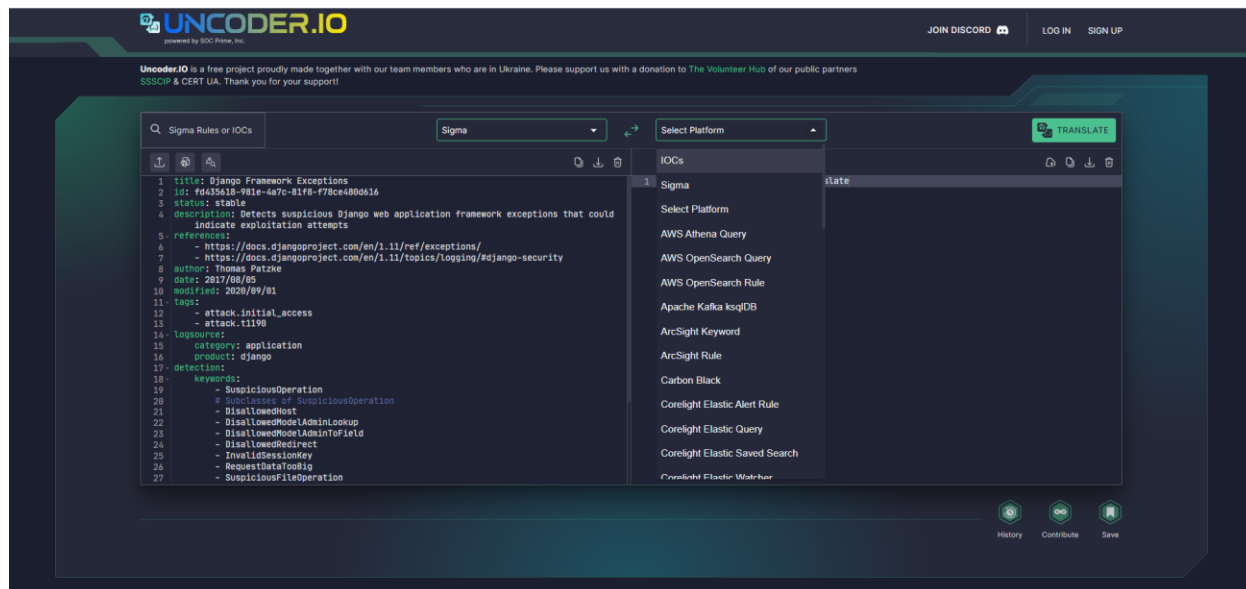 UNCODER.IO
powered by SOC Prime, Inc.
JOIN DISCORD
LOG IN
SIGN UP
Uncoder.IO is a free project proudly made together with our team members who are in Ukraine. Please support us with a donation to The Volunteer Hub of our public partners
SSSCIP & CERT UA. Thank you for your support!
Sigma Rules or IOCs
Sigma
Select Platform
TRANSLATE
1 title: Django Framework Exceptions
2 id: fd435618-981e-4a7c-81f8-f78ce480d616
3 status: stable
4 description: Detects suspicious Django web application framework exceptions that could
indicate exploitation attempts
5 references:
6 - https://docs.djangoproject.com/en/1.11/ref/exceptions/
7 - https://docs.djangoproject.com/en/1.11/topics/logging/#django-security
8 author: Thomas Patzke
9 date: 2017/08/05
10 modified: 2020/09/01
11 tags:
12 - attack.initial_access
13 - attack.t1190
14 logsource:
15 category: application
16 product: django
17 detection:
18 keywords:
19 - SuspiciousOperation
20 # Subclasses of SuspiciousOperation
21 - DisallowedHost
22 - DisallowedModelAdminLookup
23 - DisallowedModelAdminToField
24 - DisallowedRedirect
25 - InvalidSessionKey
26 - RequestDataTooBig
27 - SuspiciousFileOperation
1
slate
IOCs
Sigma
Select Platform
AWS Athena Query
AWS OpenSearch Query
AWS OpenSearch Rule
Apache Kafka ksqlDB
ArcSight Keyword
ArcSight Rule
Carbon Black
Corelight Elastic Alert Rule
Corelight Elastic Query
Corelight Elastic Saved Search
Corelight Elastic Watcher
History
Contribute
Save